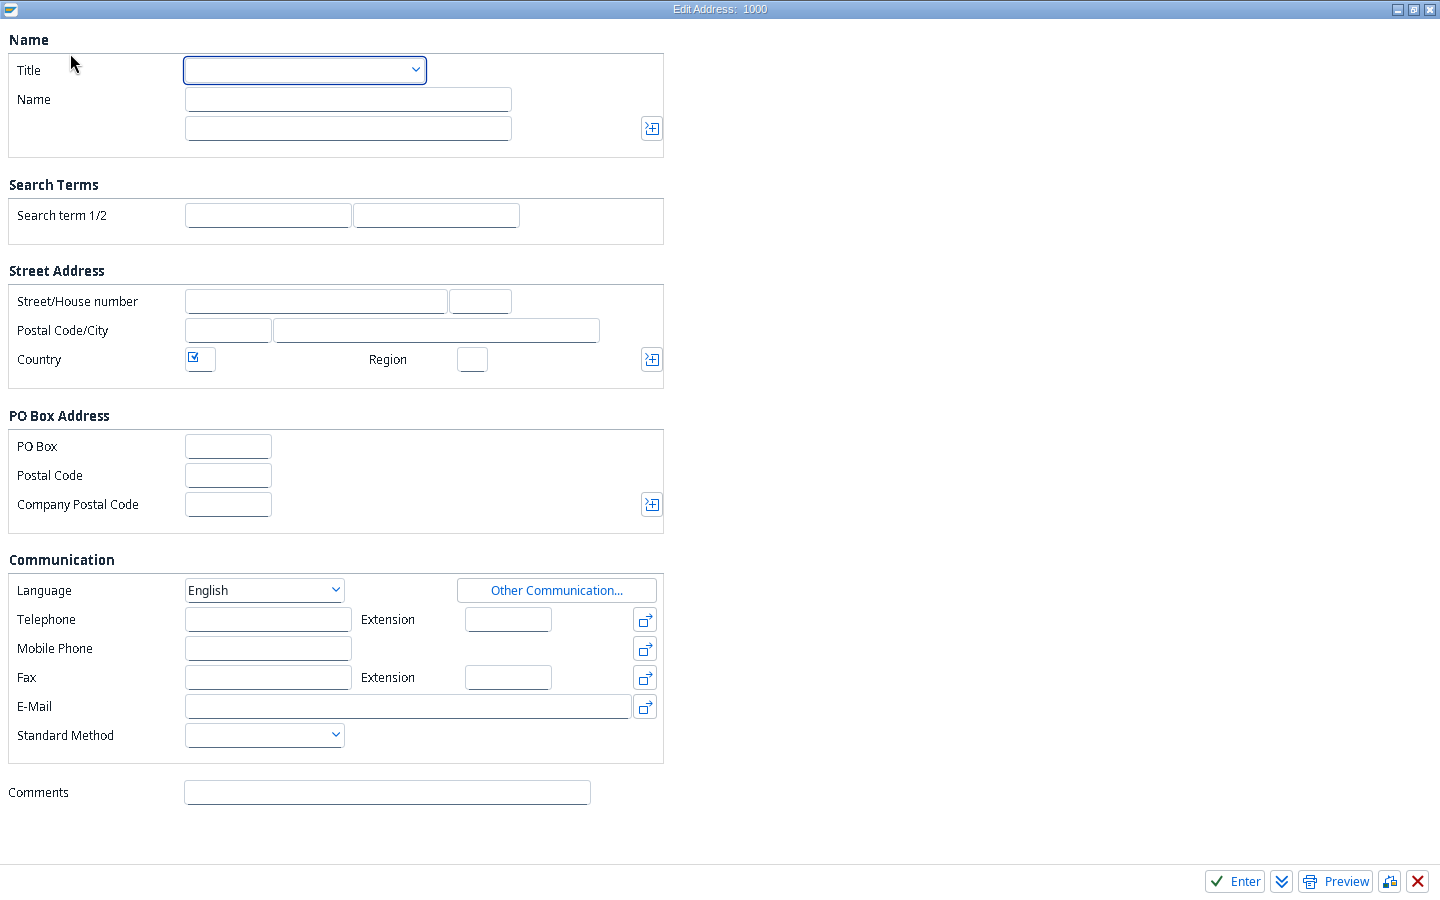 Edit Address: 1000
Name
Title
Name
Search Terms
Search term 1/2
Street Address
Street/House number
Postal Code/City
Country Region
PO Box Address
PO Box
Postal Code
Company Postal Code
Communication
Language English Other Communication...
Telephone Extension
Mobile Phone
Fax Extension
E-Mail
Standard Method
Comments
Enter Preview